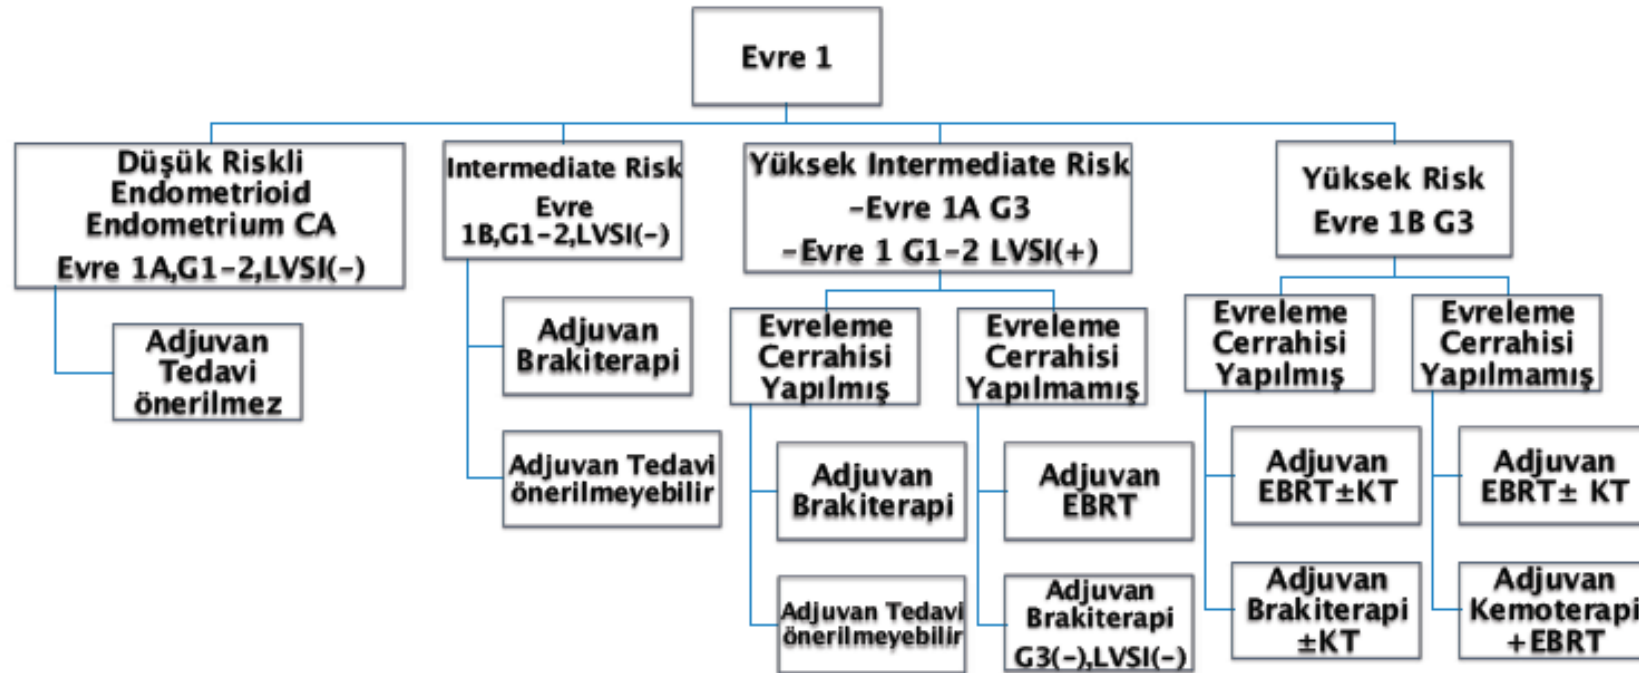 Evre 1
Düşük Riskli
Endometrioid
Endometrium CA
Evre 1A,G1-2,LVSI(-)
Adjuvan
Tedavi
önerilmez
Intermediate Risk
Evre
1B,G1-2,LVSI(-)
Adjuvan
Brakiterapi
Adjuvan Tedavi
önerilmeyebilir
Yüksek Intermediate Risk
-Evre 1A G3
-Evre 1 G1-2 LVSI(+)
Evreleme
Cerrahisi
Yapılmış
Adjuvan
Brakiterapi
Adjuvan Tedavi
önerilmeyebilir
Evreleme
Cerrahisi
Yapılmamış
Adjuvan
EBRT
Adjuvan
Brakiterapi
G3(-),LVSI(-)
Yüksek Risk
Evre 1B G3
Evreleme
Cerrahisi
Yapılmış
Adjuvan
EBRT±KT
Adjuvan
Brakiterapi
±KT
Evreleme
Cerrahisi
Yapılmamış
Adjuvan
EBRT± KT
Adjuvan
Kemoterapi
+EBRT